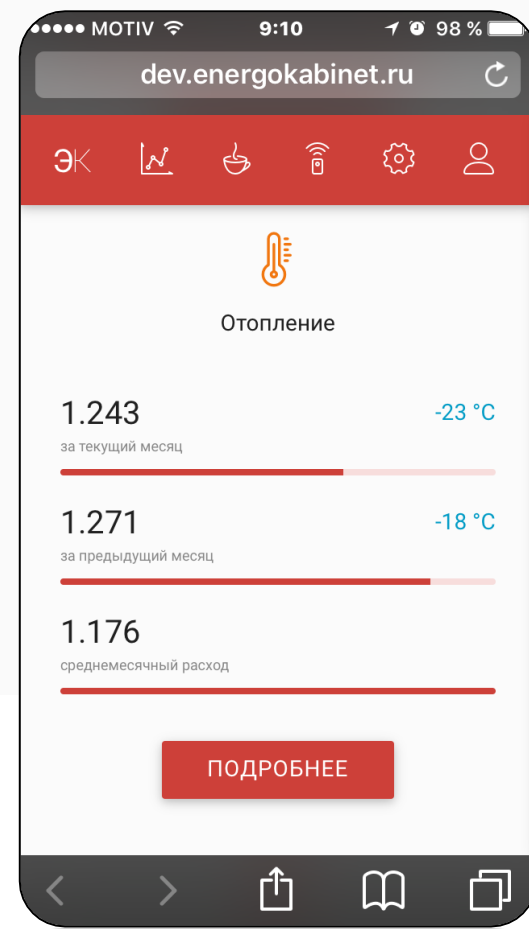 MOTIV 9:10 98 %
dev.energokabinet.ru
ЭК
Отопление
1.243 -23 °C
за текущий месяц
1.271 -18 °C
за предыдущий месяц
1.176
среднемесячный расход
ПОДРОБНЕЕ